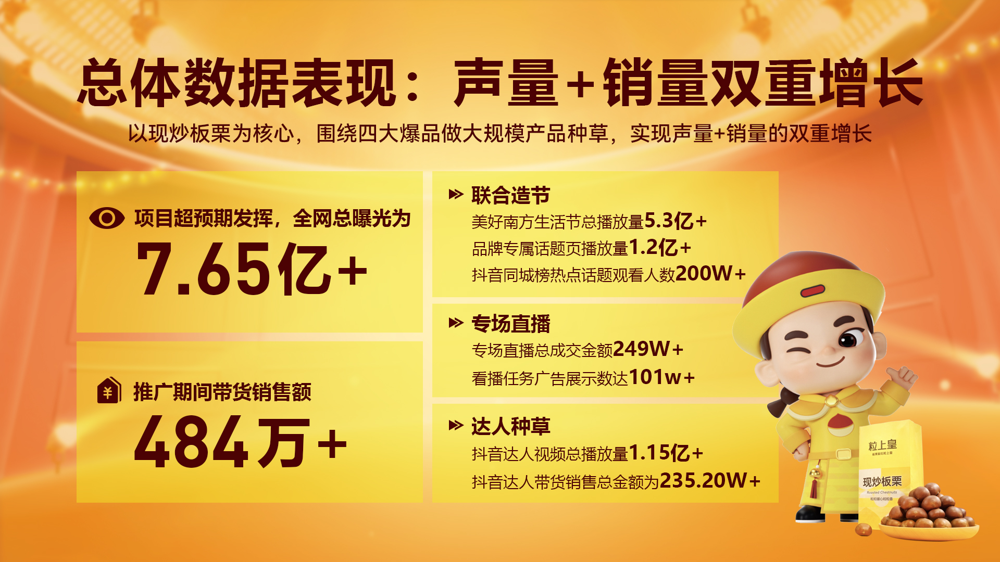 总体数据表现：声量+销量双重增长
以现炒板栗为核心，围绕四大爆品做大规模产品种草，实现声量+销量的双重增长
项目超预期发挥，全网总曝光为
7.65亿+
推广期间带货销售额
484万+
联合造节
美好南方生活节总播放量5.3亿+
品牌专属话题页播放量1.2亿+
抖音同城榜热点话题观看人数200W+
专场直播
专场直播总成交金额249W+
看播任务广告展示数达101w+
达人种草
抖音达人视频总播放量1.15亿+
抖音达人带货销售总金额为235.20W+
粒上皇
现炒板栗
Roasted Chestnuts
粒粒暖心粒粒香